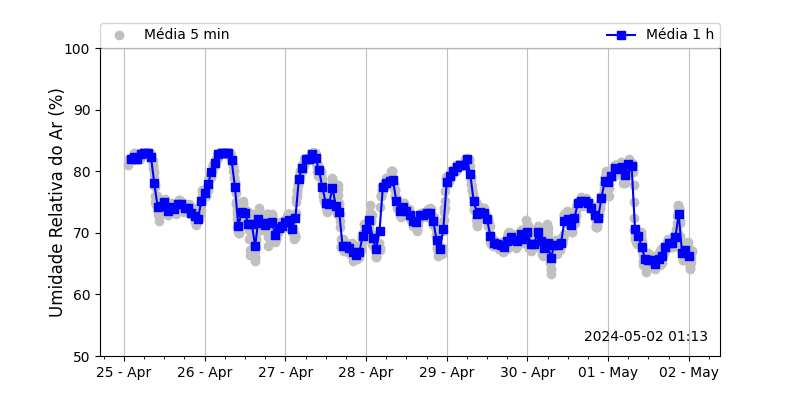 Média 5 min
Média 1 h
Umidade Relativa do Ar (%)
100
90
80
70
60
50
2024-05-02 01:13
25 - Apr
26 - Apr
27 - Apr
28 - Apr
29 - Apr
30 - Apr
01 - May
02 - May